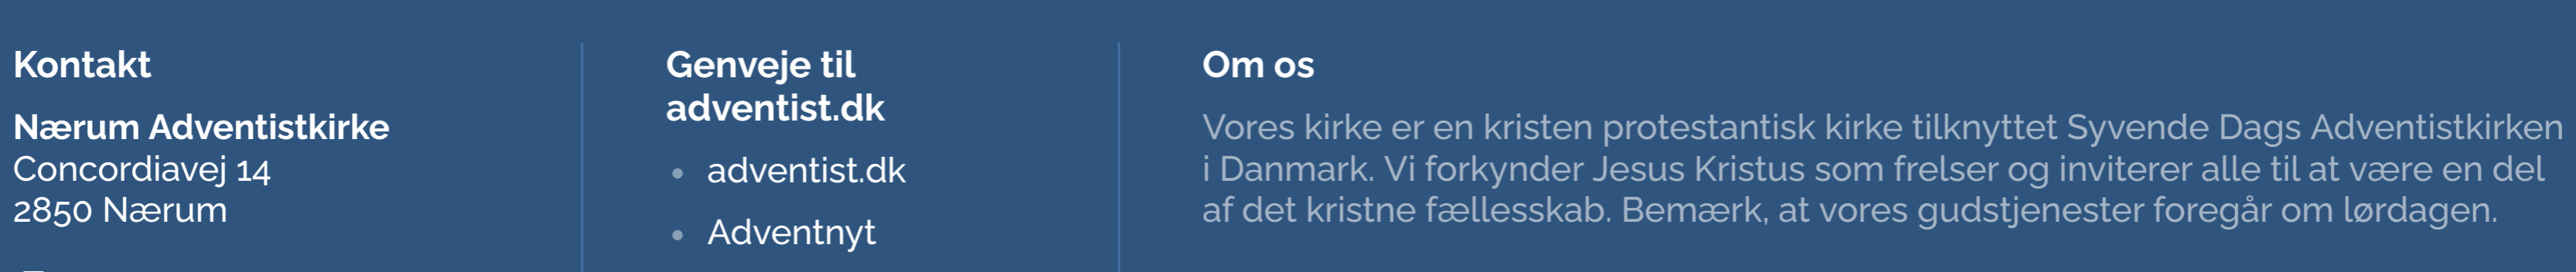 Kontakt
Nærum Adventistkirke
Concordiavej 14
2850 Nærum
Genveje til
adventist.dk
adventist.dk
Adventnyt
Om os
Vores kirke er en kristen protestantisk kirke tilknyttet Syvende Dags Adventistkirken
i Danmark. Vi forkynder Jesus Kristus som frelser og inviterer alle til at være en del
af det kristne fællesskab. Bemærk, at vores gudstjenester foregår om lørdagen.